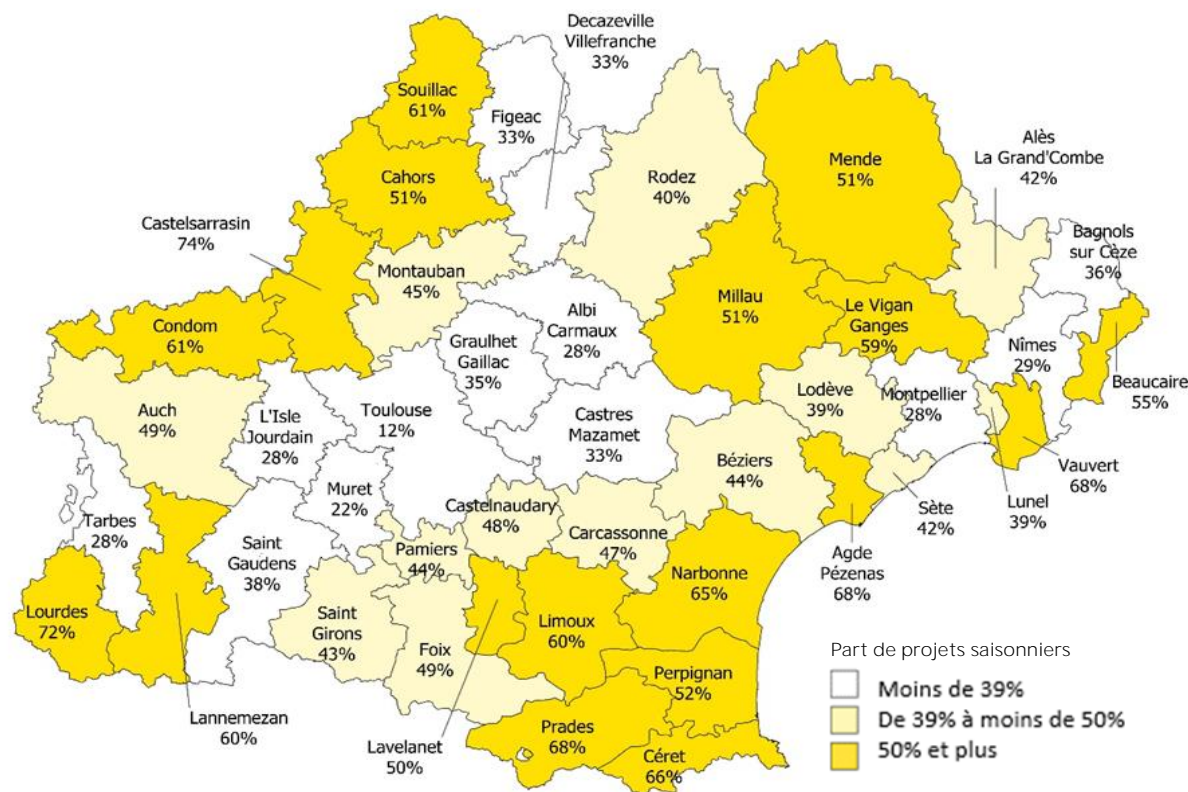 Decazeville
Villefranche
33%
Souillac
61%
Figeac
33%
Alès
La Grand'Combe
42%
Mende
51%
Rodez
40%
Cahors
51%
Castelsarrasin
74%
Bagnols
sur Cèze
36%
Montauban
45%
Millau
51%
Albi
Carmaux
28%
Le Vigan
Ganges
59%
Condom
61%
Graulhet
Gaillac
35%
Nîmes
29%
Beaucaire
55%
Auch
49%
L'Isle
Jourdain
28%
Toulouse
12%
Castres
Mazamet
33%
Lodève
39%
Montpellier
28%
Béziers
44%
Vauvert
68%
Muret
22%
Castelnaudary
48%
Sète
42%
Lunel
39%
Tarbes
28%
Saint
Gaudens
38%
Pamiers
44%
Carcassonne
47%
Agde
Pézenas
68%
Narbonne
65%
Lourdes
72%
Saint
Girons
43%
Foix
49%
Limoux
60%
Perpignan
52%
Lannemezan
60%
Lavelanet
50%
Prades
68%
Céret
66%
Part de projets saisonniers
Moins de 39%
De 39% à moins de 50%
50% et plus